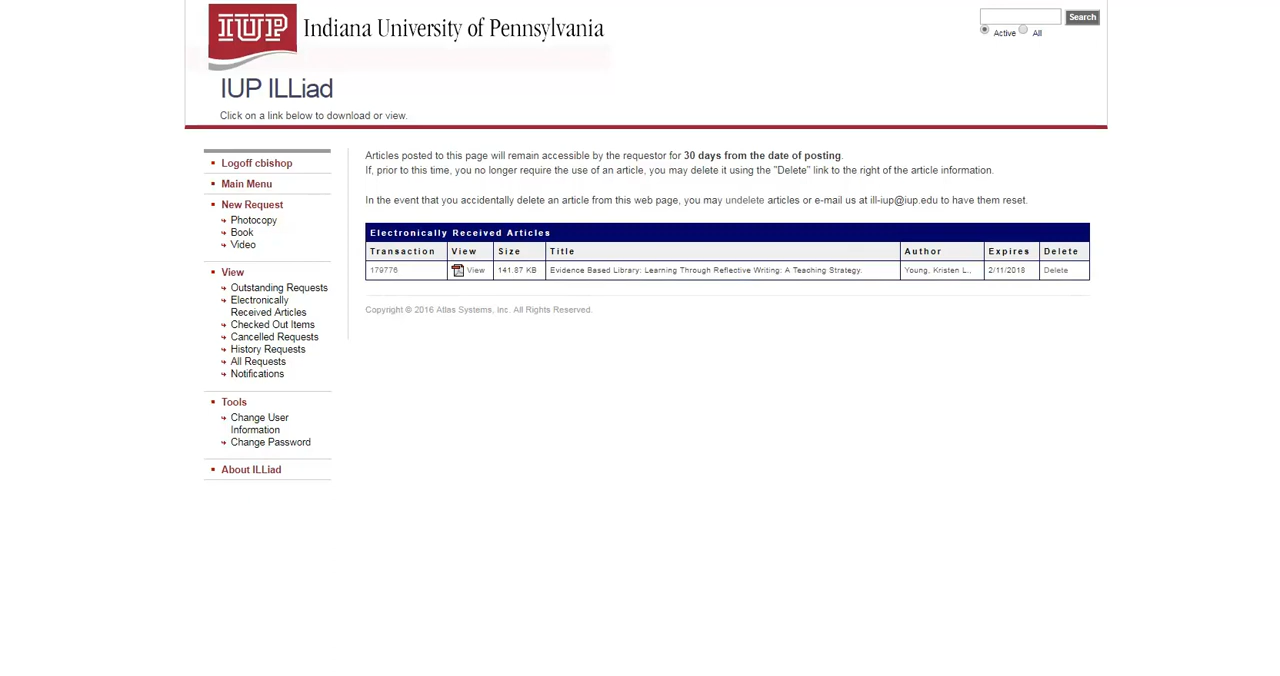 IUP Indiana University of Pennsylvania
Search
Active All
IUP ILLiad
Click on a link below to download or view.
Logoff cbishop
Main Menu
New Request
Photocopy
Book
Video
View
Outstanding Requests
Electronically
Received Articles
Checked Out Items
Cancelled Requests
History Requests
All Requests
Notifications
Tools
Change User
Information
Change Password
About ILLiad
Articles posted to this page will remain accessible by the requestor for 30 days from the date of posting.
If, prior to this time, you no longer require the use of an article, you may delete it using the "Delete" link to the right of the article information.
In the event that you accidentally delete an article from this web page, you may undelete articles or e-mail us at ill-iup@iup.edu to have them reset.
Electronically Received Articles
Transaction View Size Title Author Expires Delete
179776 View 141.87 KB Evidence Based Library: Learning Through Reflective Writing: A Teaching Strategy. Young, Kristen L., 2/11/2018 Delete
Copyright © 2016 Atlas Systems, Inc. All Rights Reserved.